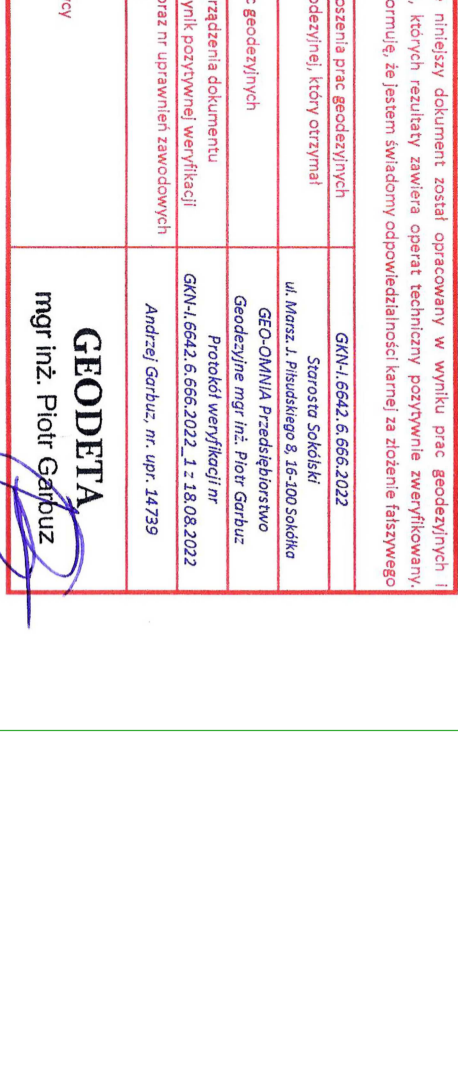 niniejszy dokument został opracowany w wyniku prac geodezyjnych i
, których rezultaty zawiera operat techniczny pozytywnie zweryfikowany.
ormuję, że jestem świadomy odpowiedzialności karnej za złożenie fałszywego
oszenia prac geodezyjnych
GKN-I.6642.6.666.2022
odezyjnej, który otrzymał
Starosta Sokólski
ul. Marsz. J. Piłsudskiego 8, 16-100 Sokółka
c geodezyjnych
GEO-OMNIA Przedsiębiorstwo
Geodezyjne mgr inż. Piotr Garbuz
rządzenia dokumentu
ynik pozytywnej weryfikacji
Protokół weryfikacji nr
GKN-I.6642.6.666.2022_1 z 18.08.2022
oraz nr uprawnień zawodowych
Andrzej Garbuz, nr. upr. 14739
rcy
GEODETA
mgr inż. Piotr Garbuz